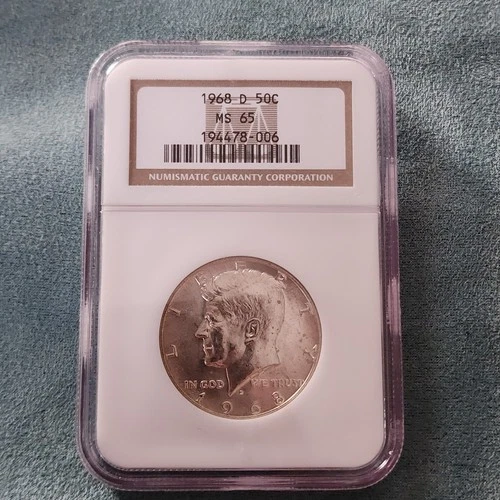 1968 D 50C
MS 65
194478-006
NUMISMATIC GUARANTY CORPORATION
LIBERTY
IN GOD WE TRUST
D
1968